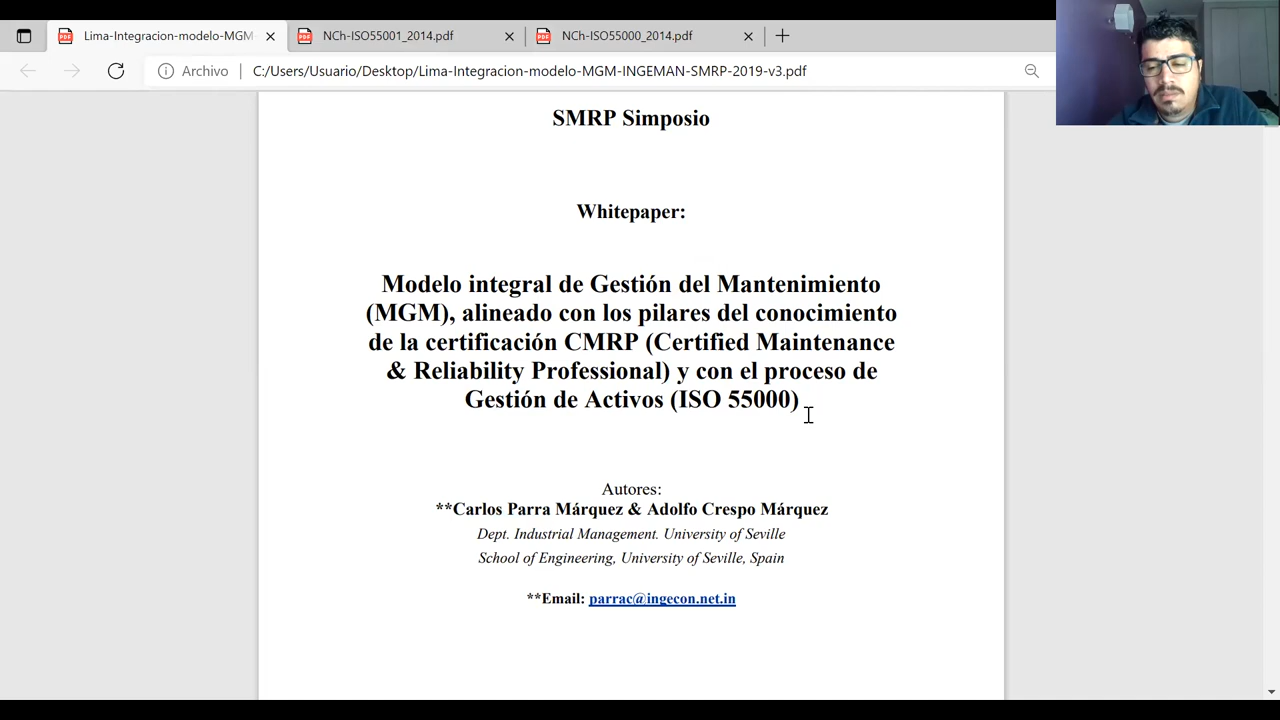 Lima-Integracion-modelo-MGM-
NCh-ISO55001_2014.pdf
NCh-ISO55000_2014.pdf
Archivo
C:/Users/Usuario/Desktop/Lima-Integracion-modelo-MGM-INGEMAN-SMRP-2019-v3.pdf
SMRP Simposio
Whitepaper:
Modelo integral de Gestión del Mantenimiento
(MGM), alineado con los pilares del conocimiento
de la certificación CMRP (Certified Maintenance
& Reliability Professional) y con el proceso de
Gestión de Activos (ISO 55000)
Autores:
**Carlos Parra Márquez & Adolfo Crespo Márquez
Dept. Industrial Management. University of Seville
School of Engineering, University of Seville, Spain
**Email: parrac@ingecon.net.in